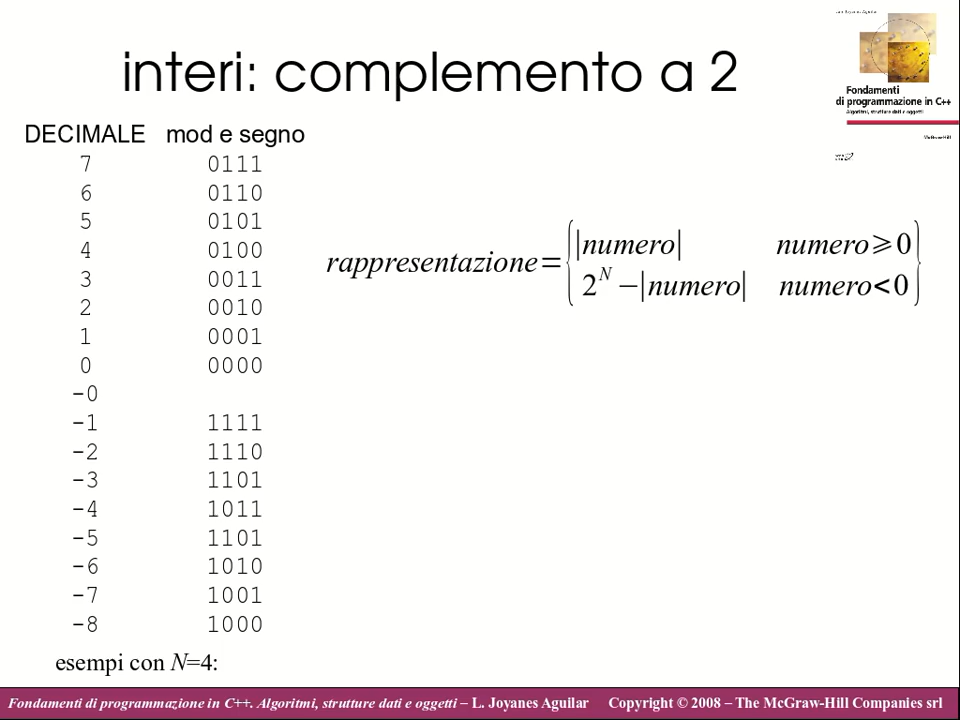 interi: complemento a 2
Fondamenti
di programmazione in C++
Algoritmi, strutture dati e oggetti
DECIMALE mod e segno
7 0111
6 0110
5 0101
4 0100
3 0011
2 0010
1 0001
0 0000
-0
-1 1111
-2 1110
-3 1101
-4 1011
-5 1101
-6 1010
-7 1001
-8 1000
rappresentazione={|numero| numero⩾0
2^N −|numero| numero<0}
esempi con N=4:
Fondamenti di programmazione in C++. Algoritmi, strutture dati e oggetti – L. Joyanes Aguilar Copyright © 2008 – The McGraw-Hill Companies srl